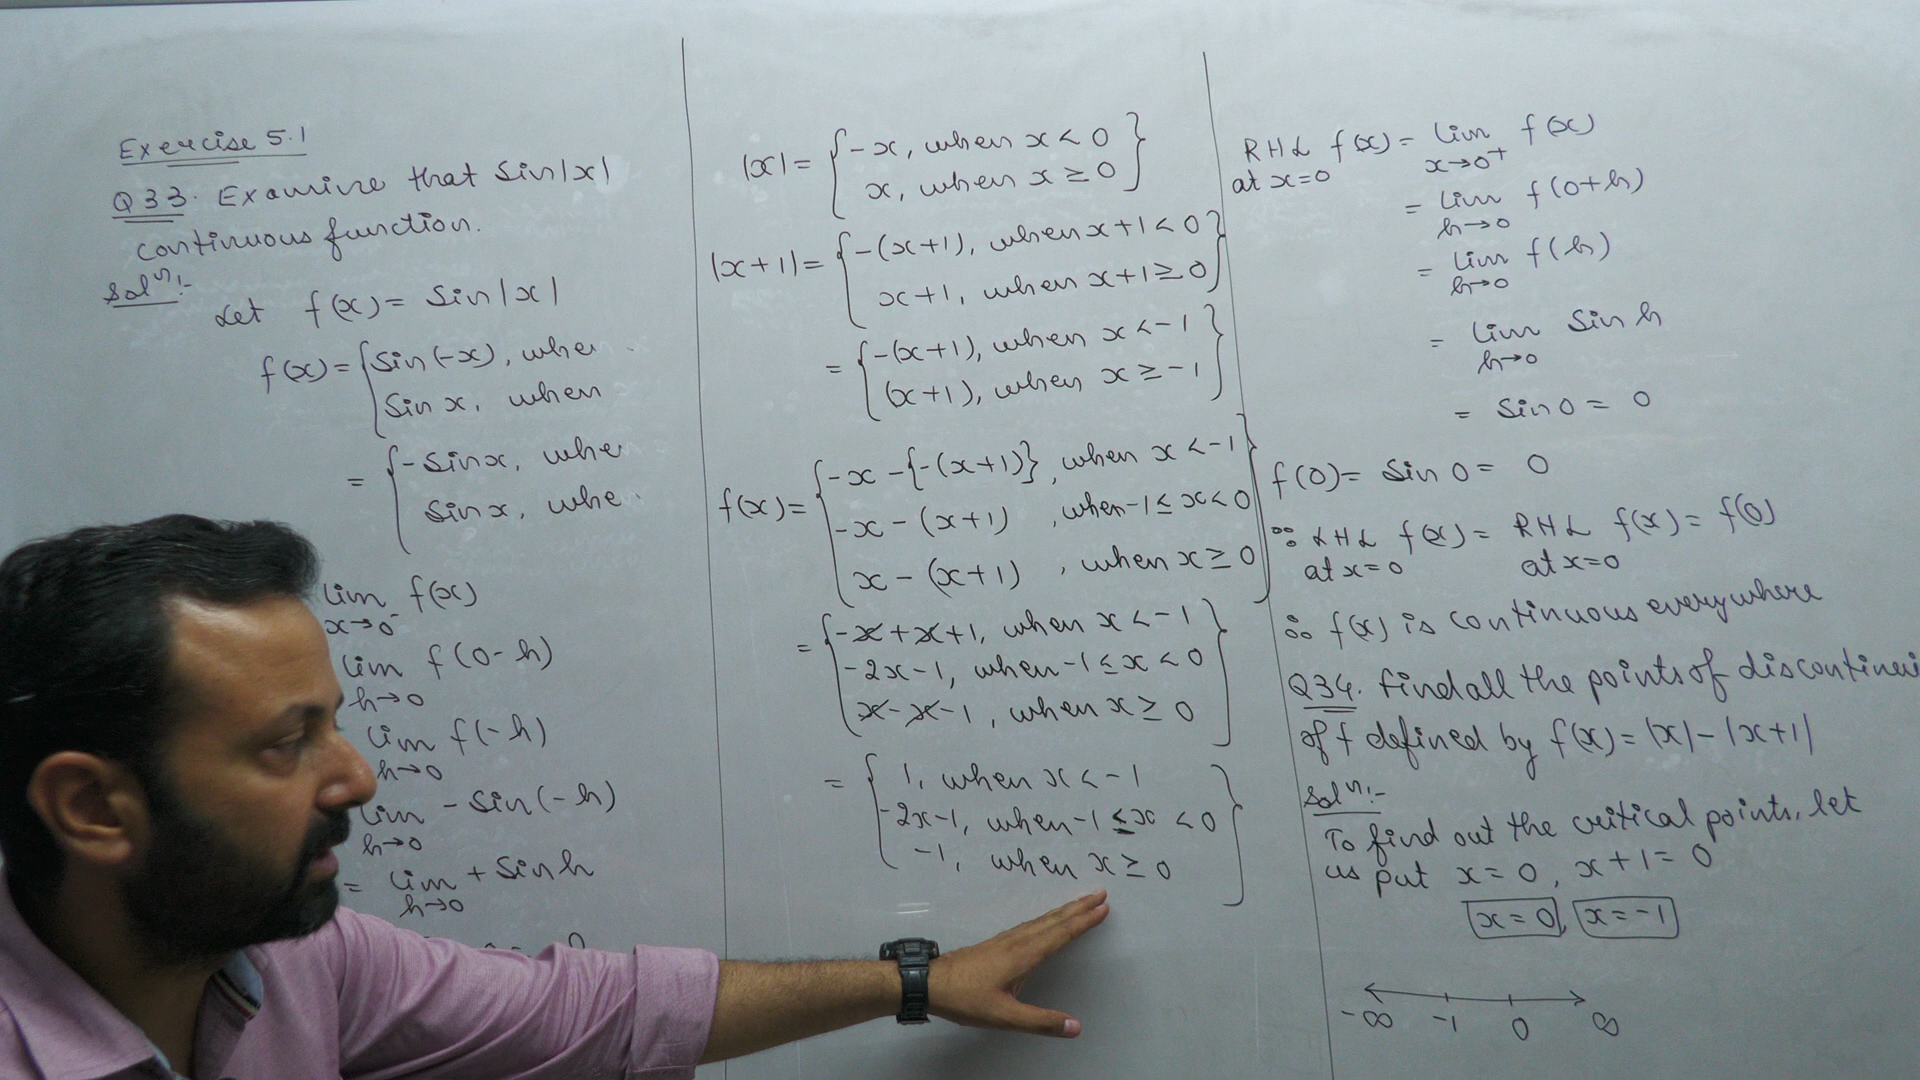 Exercise 5.1
Q33. Examine that Sin|x|
continuous function.
Solⁿ:-
Let f(x) = Sin|x|
f(x) = { Sin(-x), whe
Sin x, when
= { -Sinx, whe
Sinx, whe
lim f(x)
x→0⁻
lim f(0-h)
h→0
lim f(-h)
h→0
lim -Sin(-h)
h→0
= lim + Sinh
h→0
|x| = { -x, when x < 0 }
x, when x ≥ 0
|x+1| = { -(x+1), when x+1 < 0 }
x+1, when x+1 ≥ 0
= { -(x+1), when x < -1 }
(x+1), when x ≥ -1
f(x) = { -x -{-(x+1)}, when x < -1 }
-x - (x+1) , when -1 ≤ x < 0
x - (x+1) , when x ≥ 0
= { -x + x + 1, when x < -1 }
-2x-1, when -1 ≤ x < 0
x - x - 1, when x ≥ 0
= { 1, when x < -1 }
-2x-1, when -1 ≤ x < 0
-1, when x ≥ 0
RHL f(x) = lim f(x)
at x=0 x→0⁺
= lim f(0+h)
h→0
= lim f(h)
h→0
= lim Sin h
h→0
= Sin 0 = 0
f(0) = Sin 0 = 0
∵ LHL f(x) = RHL f(x) = f(0)
at x=0 at x=0
∴ f(x) is continuous everywhere
Q34. Find all the points of discontinui
of f defined by f(x) = |x| - |x+1|
Solⁿ:-
To find out the critical points, let
us put x = 0, x + 1 = 0
x = 0, x = -1
-∞ -1 0 ∞